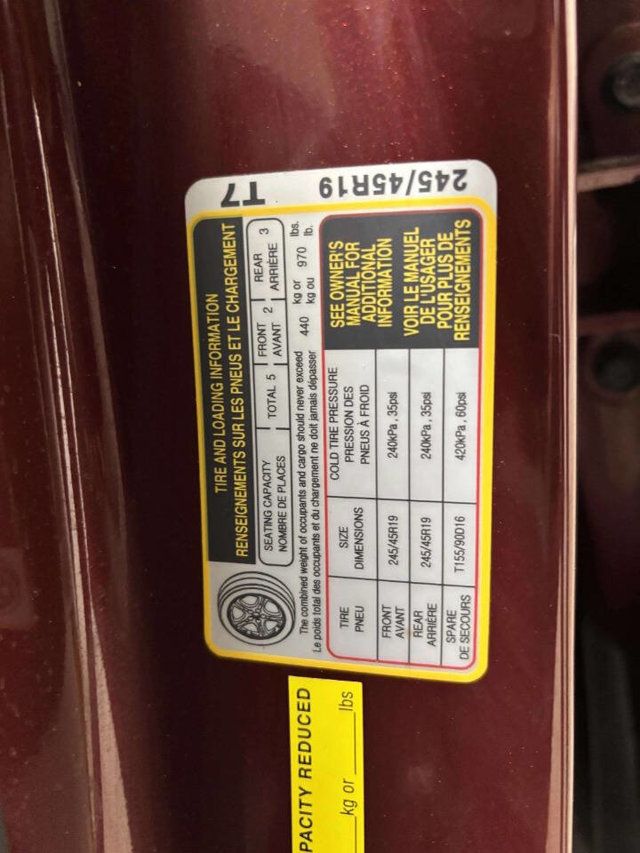 TIRE AND LOADING INFORMATION
RENSEIGNEMENTS SUR LES PNEUS ET LE CHARGEMENT
SEATING CAPACITY
NOMBRE DE PLACES
TOTAL 5
FRONT
AVANT
2
REAR
ARRIÈRE
3
The combined weight of occupants and cargo should never exceed 440 kg or 970 lbs.
Le poids total des occupants et du chargement ne doit jamais dépasser kg ou lb.
TIRE
PNEU
SIZE
DIMENSIONS
COLD TIRE PRESSURE
PRESSION DES
PNEUS À FROID
FRONT
AVANT
245/45R19
240kPa, 35psi
REAR
ARRIÈRE
245/45R19
240kPa, 35psi
SPARE
DE SECOURS
T155/90D16
420kPa, 60psi
SEE OWNER'S
MANUAL FOR
ADDITIONAL
INFORMATION
VOIR LE MANUEL
DE L'USAGER
POUR PLUS DE
RENSEIGNEMENTS
T7
245/45R19
PACITY REDUCED
kg or lbs